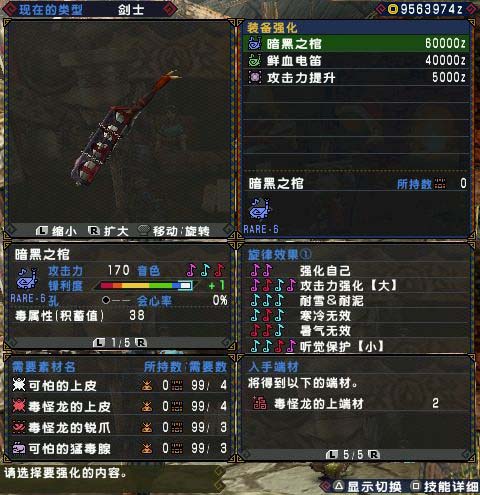 现在的类型 剑士
9563974z
装备强化
暗黑之棺 60000z
鲜血电笛 40000z
攻击力提升 5000z
暗黑之棺 所持数 0
RARE-6
L 缩小 R 扩大 移动/旋转
暗黑之棺
攻击力 170 音色
锋利度 +1
RARE-6 孔 ●—— 会心率 0%
毒属性(积蓄值) 38
L 1/5 R
旋律效果①
强化自己
攻击力强化【大】
耐雪&耐泥
寒冷无效
暑气无效
听觉保护【小】
需要素材名 所持数/需要数
可怕的上皮 0 99/ 4
毒怪龙的上皮 0 99/ 4
毒怪龙的锐爪 0 99/ 3
可怕的猛毒腺 0 99/ 3
入手端材
将得到以下的端材。
毒怪龙的上端材 2
L 5/5 R
请选择要强化的内容。
△显示切换 □技能详细